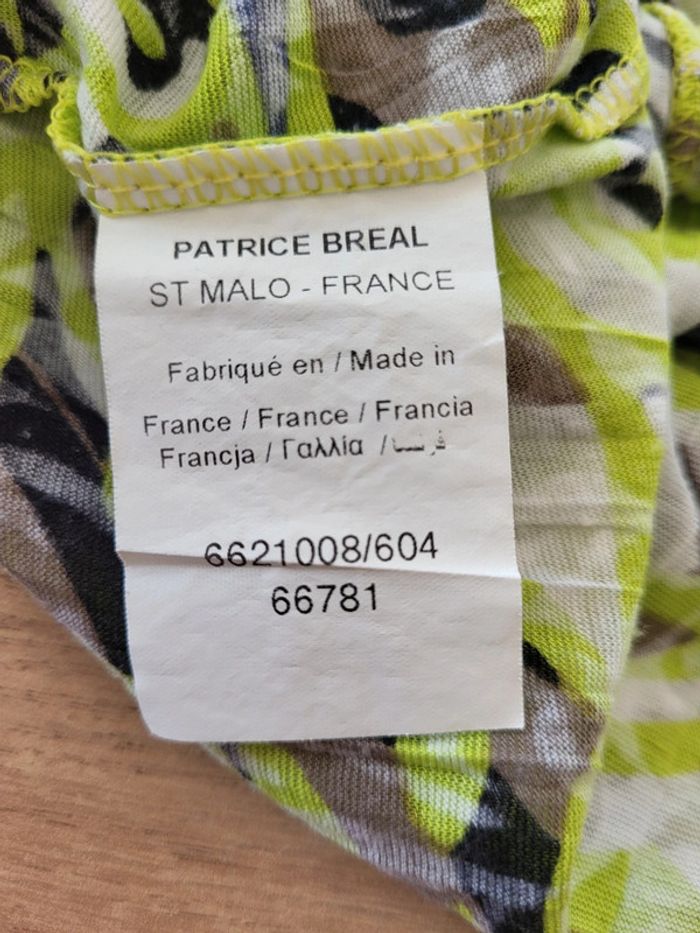 PATRICE BREAL
ST MALO - FRANCE
Fabriqué en / Made in
France / France / Francia
Francja / Γαλλία / فرنسا
6621008/604
66781